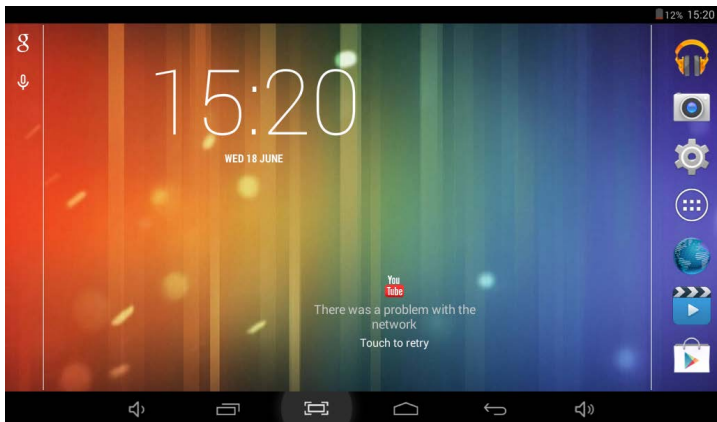 12% 15:20
g
15:20
WED 18 JUNE
You
Tube
There was a problem with the
network
Touch to retry